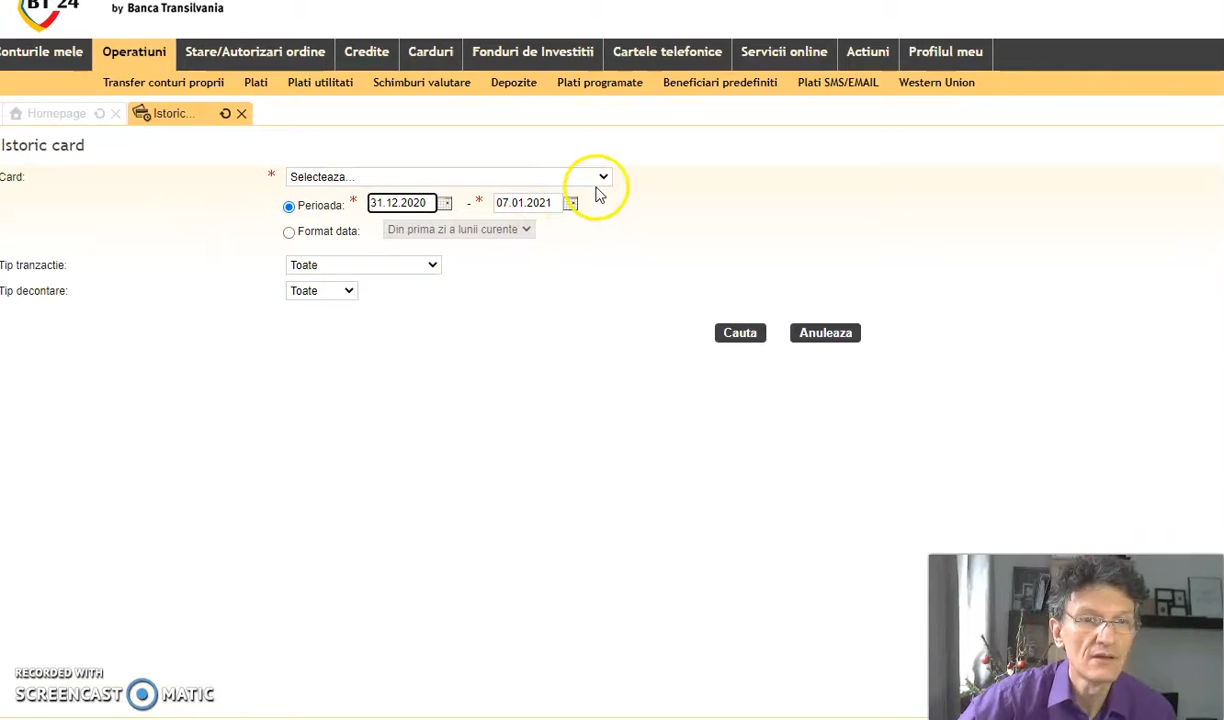 BT 24
by Banca Transilvania
Conturile mele Operatiuni Stare/Autorizari ordine Credite Carduri Fonduri de Investitii Cartele telefonice Servicii online Actiuni Profilul meu
Transfer conturi proprii Plati Plati utilitati Schimburi valutare Depozite Plati programate Beneficiari predefiniti Plati SMS/EMAIL Western Union
Homepage Istoric...
Istoric card
Card: * Selecteaza...
Perioada: * 31.12.2020 - * 07.01.2021
Format data: Din prima zi a lunii curente
Tip tranzactie: Toate
Tip decontare: Toate
Cauta Anuleaza
RECORDED WITH
SCREENCAST MATIC